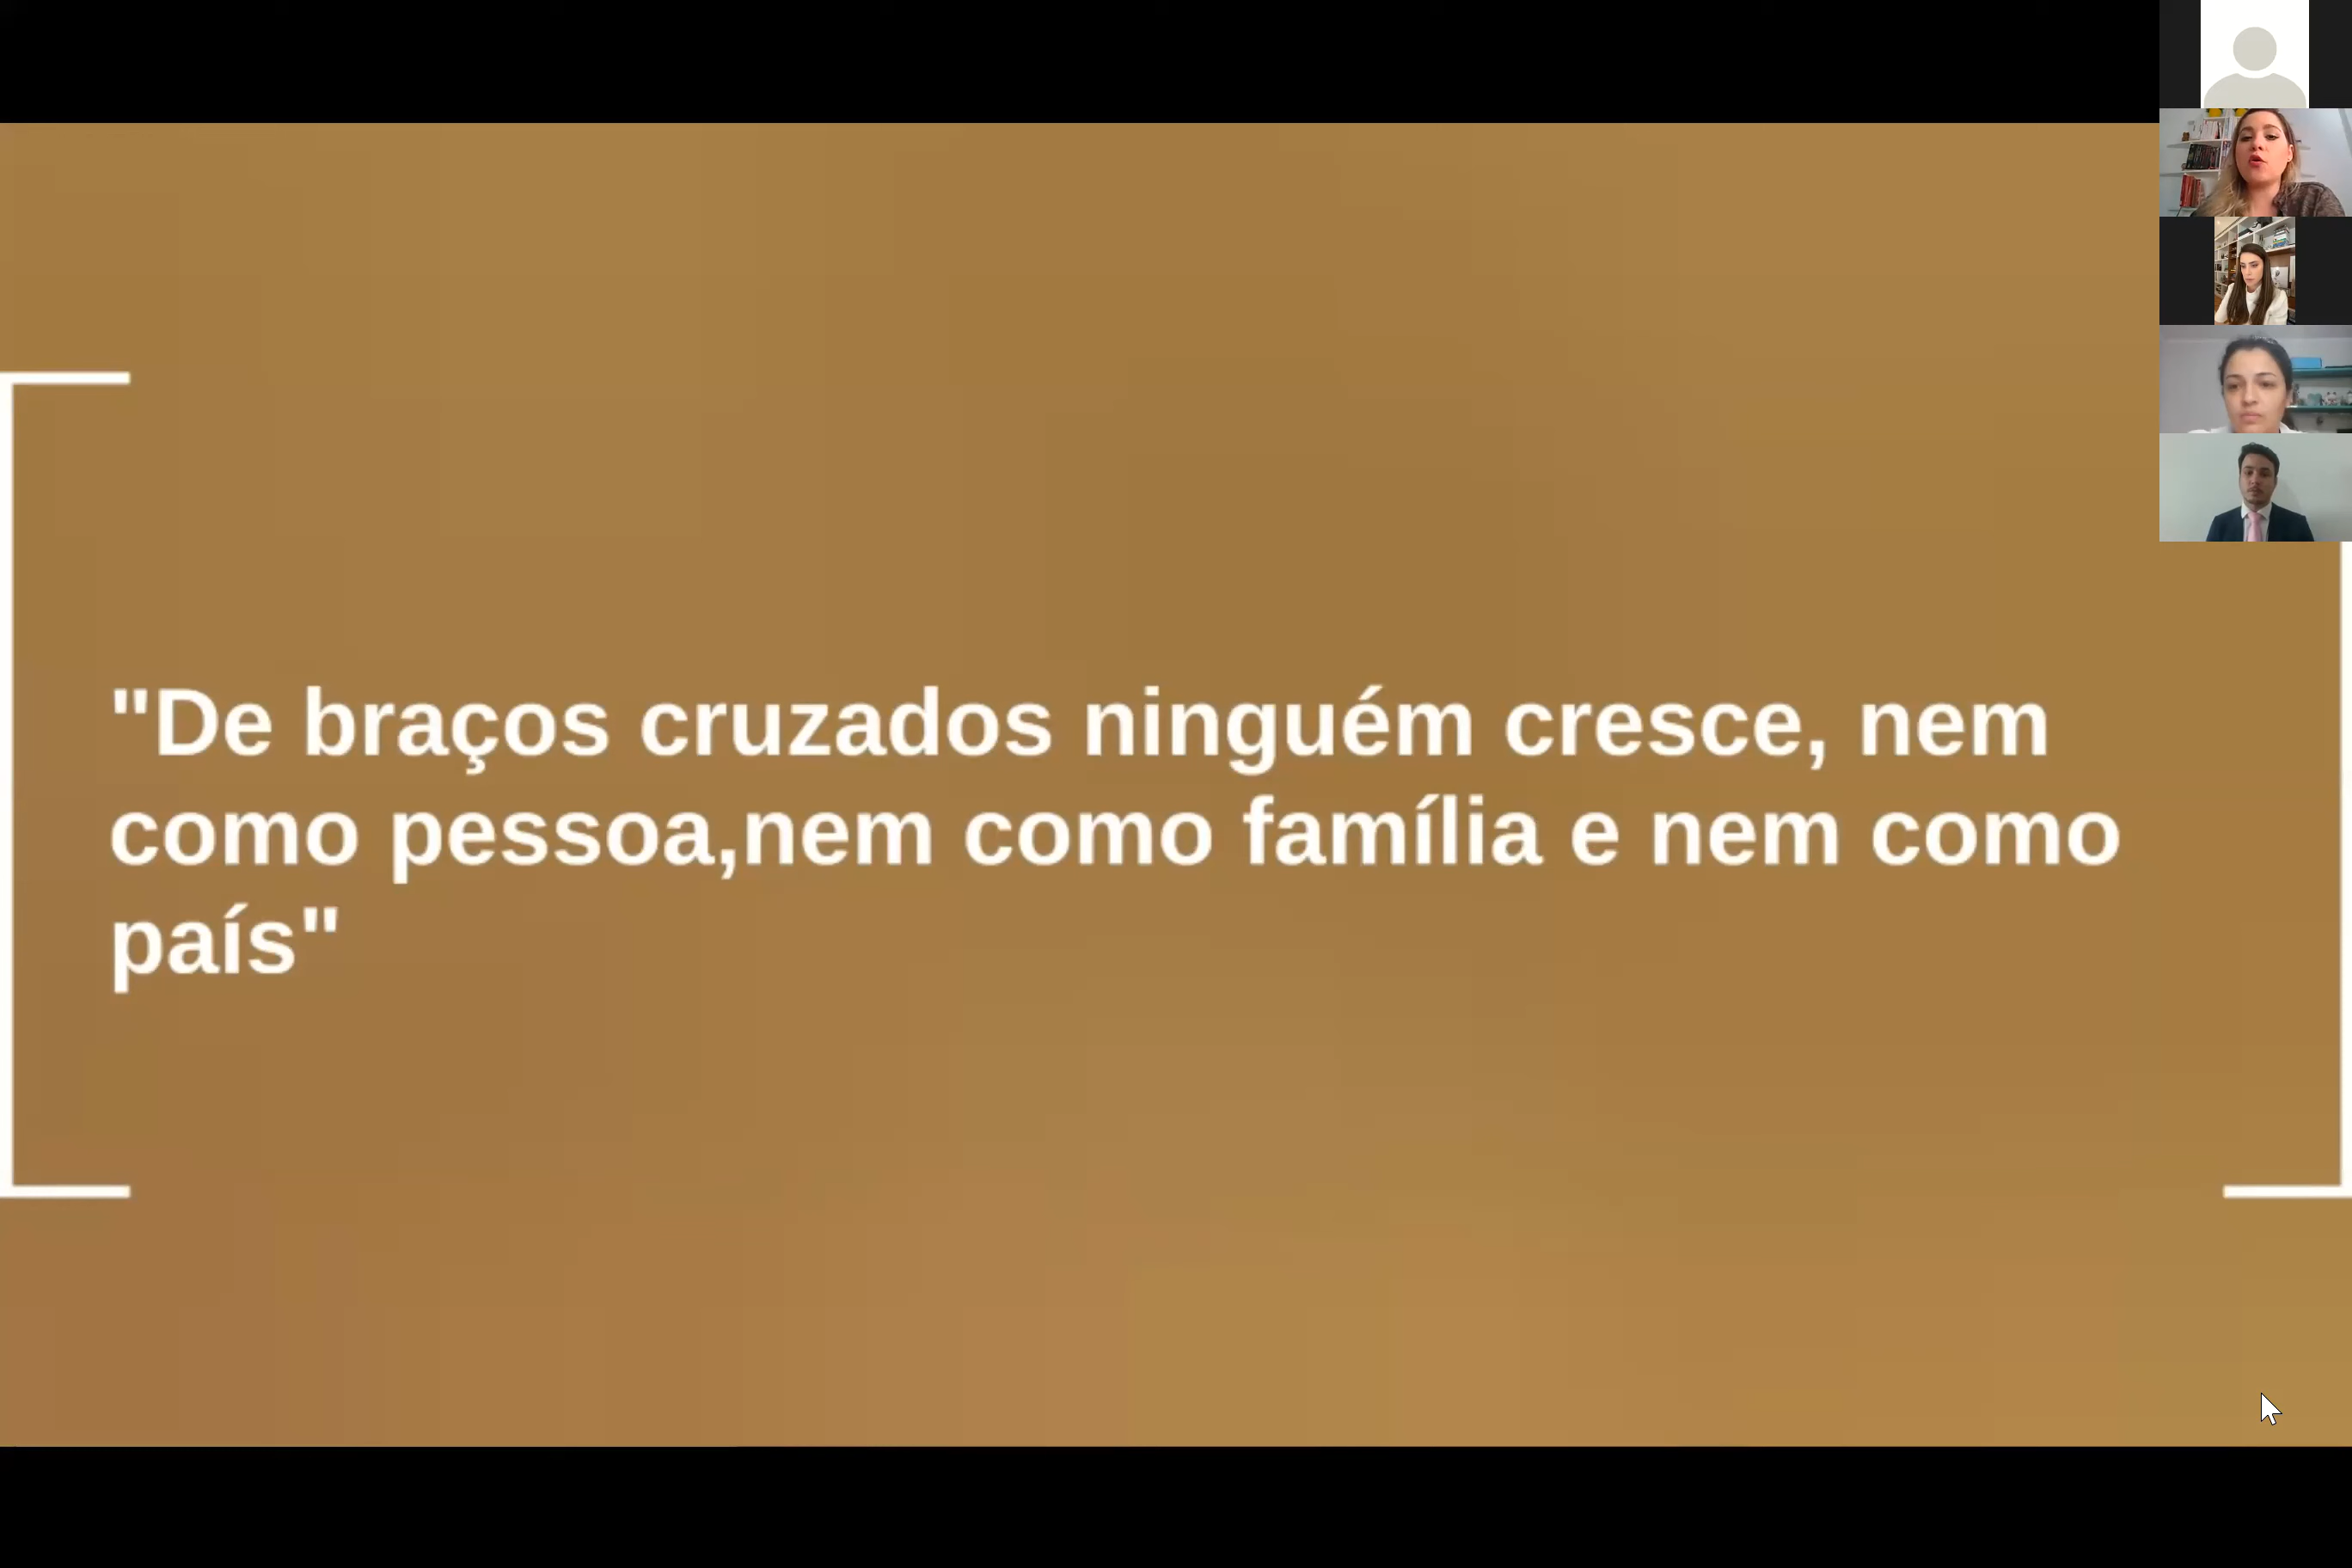 "De braços cruzados ninguém cresce, nem
como pessoa,nem como família e nem como
país"